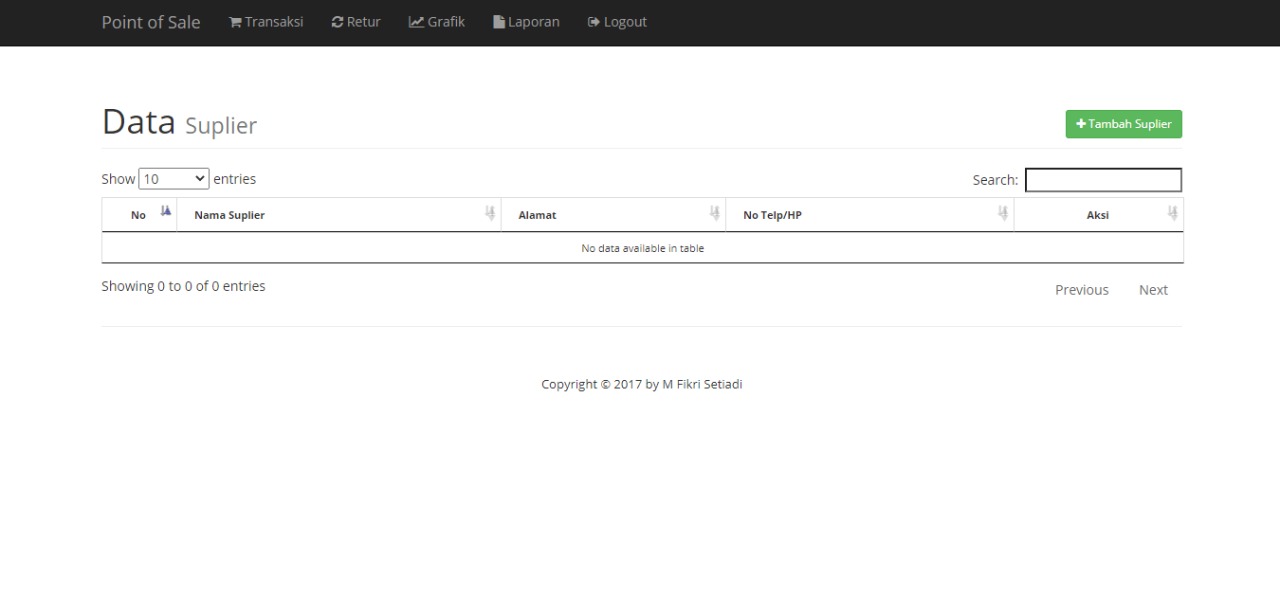 Point of Sale Transaksi Retur Grafik Laporan Logout
Data Suplier
Tambah Suplier
Show 10 entries
Search:
No Nama Suplier Alamat No Telp/HP Aksi
No data available in table
Showing 0 to 0 of 0 entries
Previous Next
Copyright © 2017 by M Fikri Setiadi